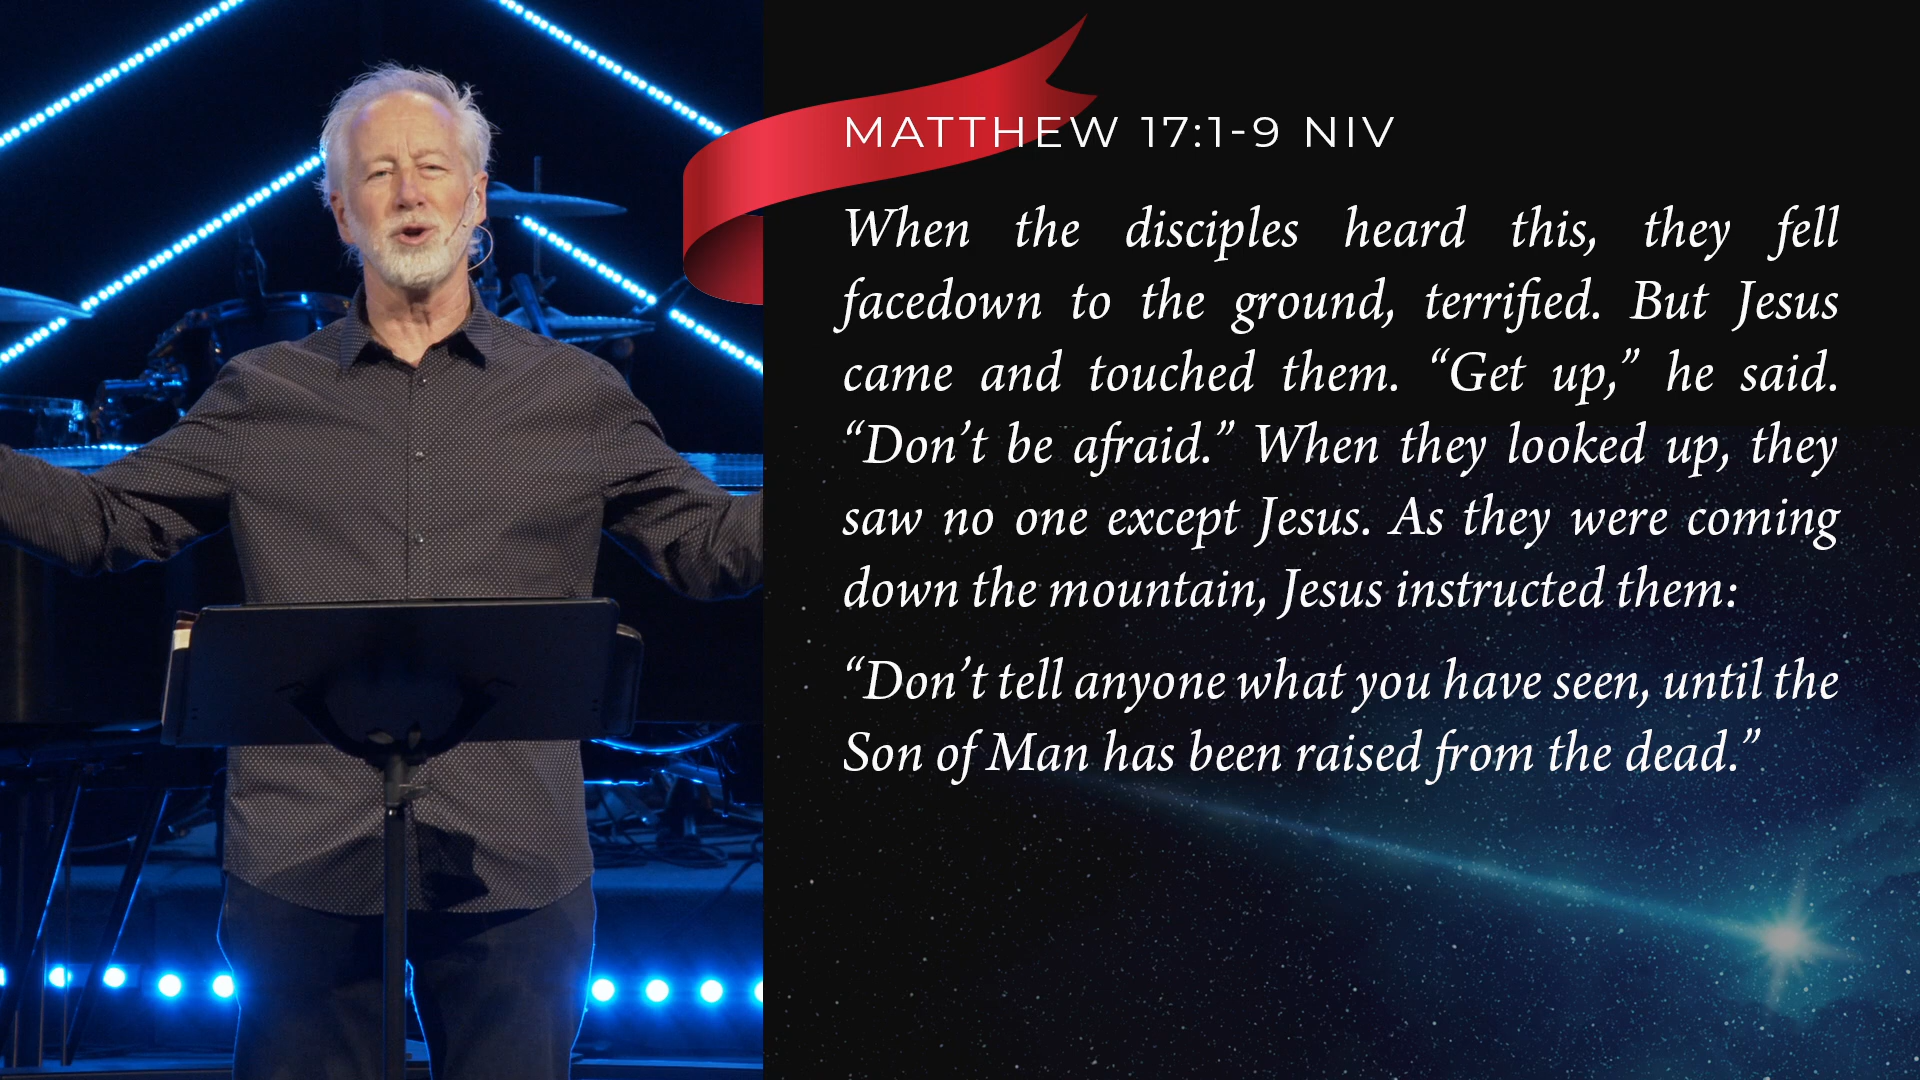 MATTHEW 17:1-9 NIV
When the disciples heard this, they fell
facedown to the ground, terrified. But Jesus
came and touched them. “Get up,” he said.
“Don’t be afraid.” When they looked up, they
saw no one except Jesus. As they were coming
down the mountain, Jesus instructed them:
“Don’t tell anyone what you have seen, until the
Son of Man has been raised from the dead.”